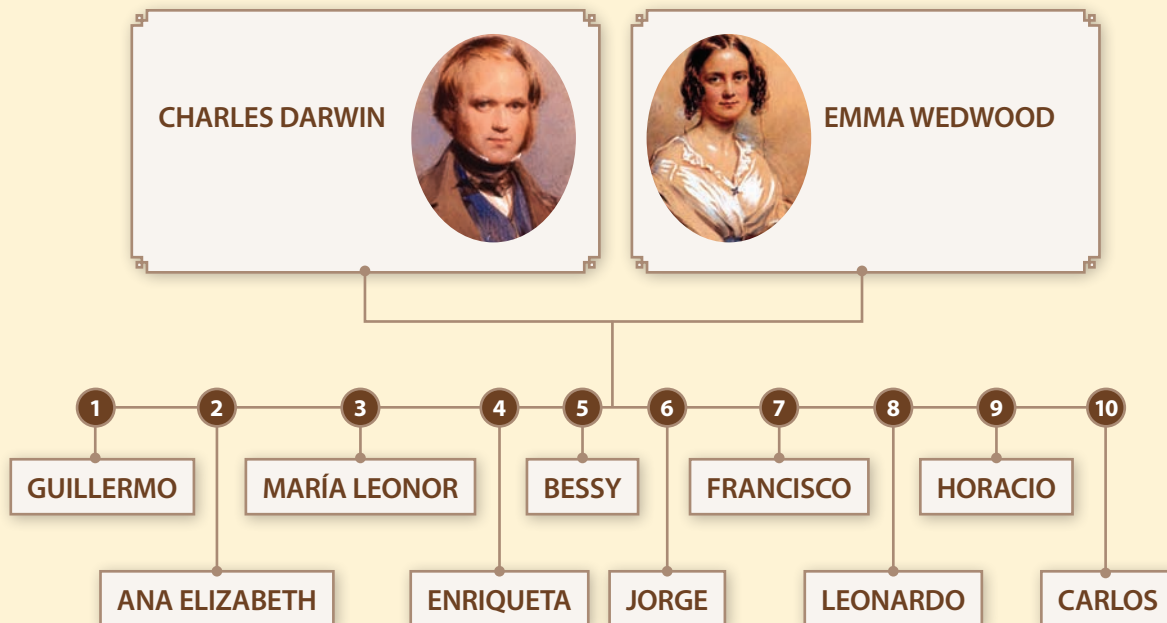 CHARLES DARWIN
EMMA WEDWOOD
1
2
3
4
5
6
7
8
9
10
GUILLERMO
MARÍA LEONOR
BESSY
FRANCISCO
HORACIO
ANA ELIZABETH
ENRIQUETA
JORGE
LEONARDO
CARLOS